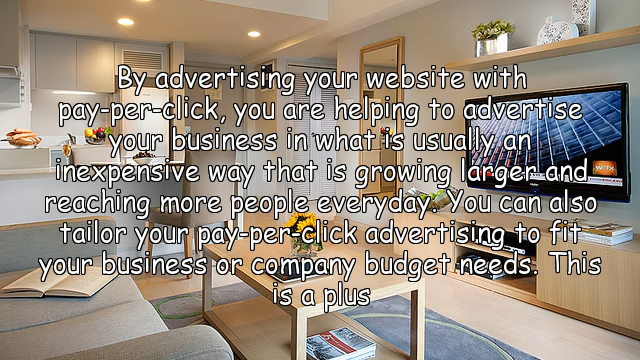 By advertising your website with
pay-per-click, you are helping to advertise
your business in what is usually an
inexpensive way that is growing larger and
reaching more people everyday. You can also
tailor your pay-per-click advertising to fit
your business or company budget needs. This
is a plus